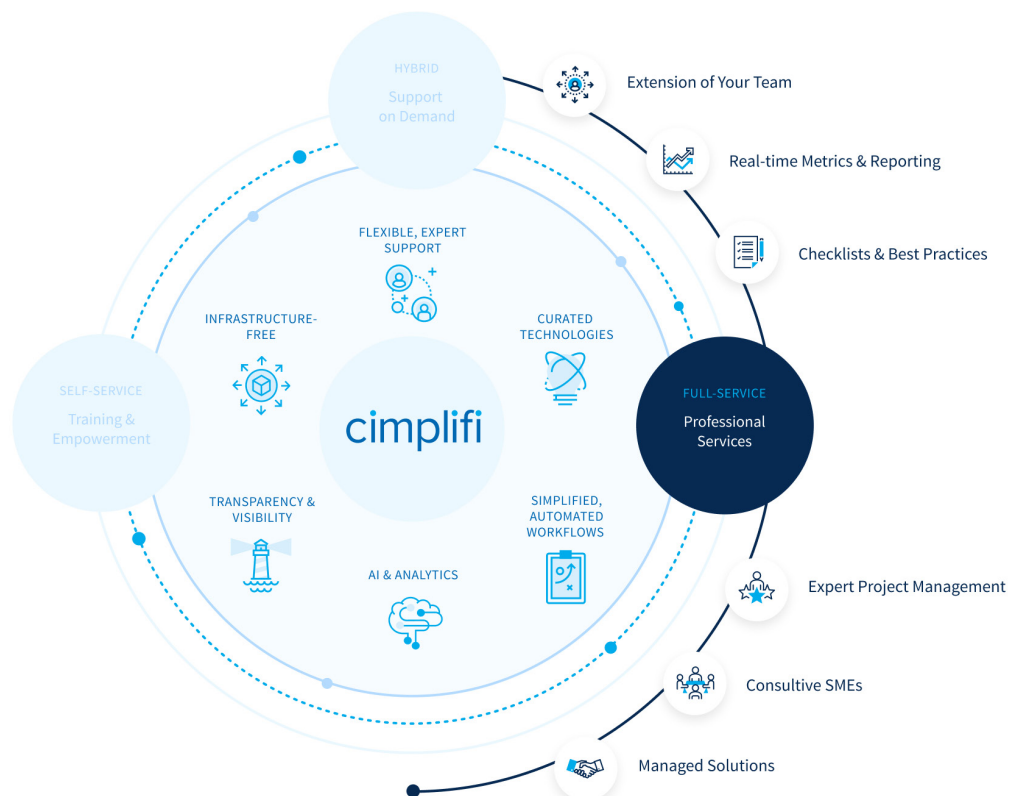 HYBRID
Support
on Demand
Extension of Your Team
Real-time Metrics & Reporting
Checklists & Best Practices
FLEXIBLE, EXPERT
SUPPORT
INFRASTRUCTURE-
FREE
CURATED
TECHNOLOGIES
SELF-SERVICE
Training &
Empowerment
cimplifi
FULL-SERVICE
Professional
Services
TRANSPARENCY &
VISIBILITY
SIMPLIFIED,
AUTOMATED
WORKFLOWS
AI & ANALYTICS
Expert Project Management
Consultive SMEs
Managed Solutions